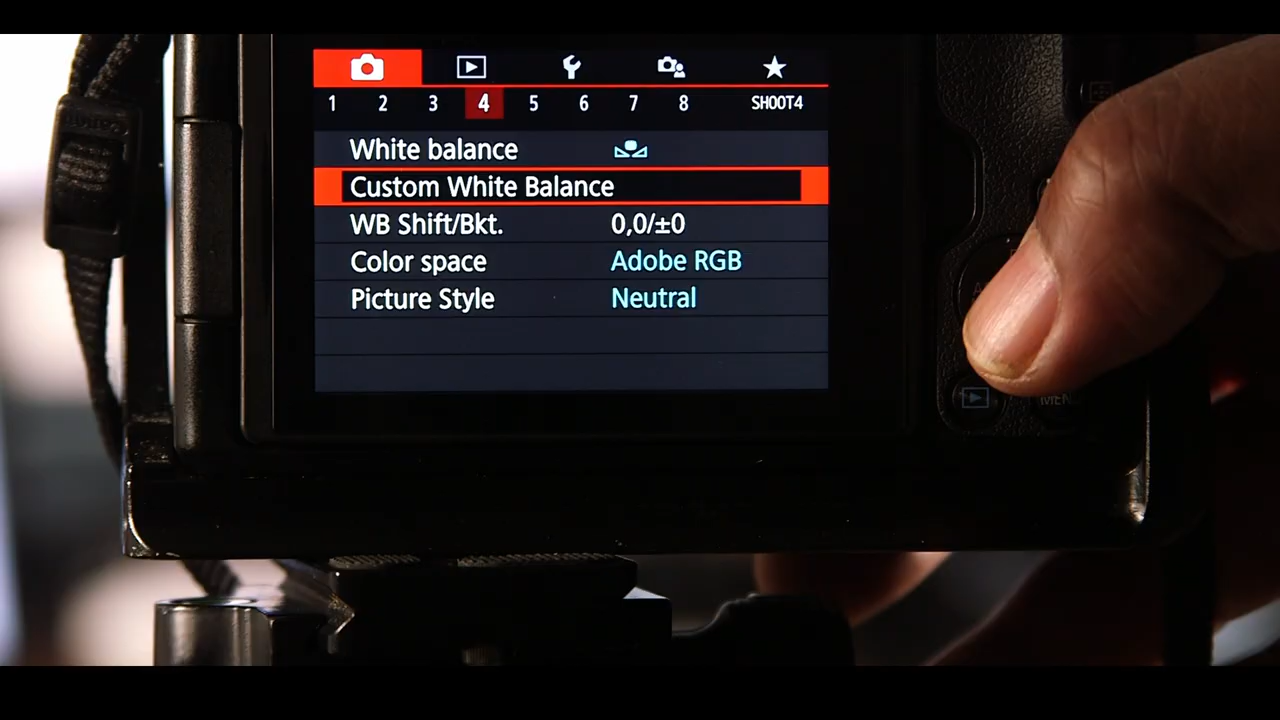 1 2 3 4 5 6 7 8 SHOOT4
White balance
Custom White Balance
WB Shift/Bkt. 0,0/±0
Color space Adobe RGB
Picture Style Neutral
MENU